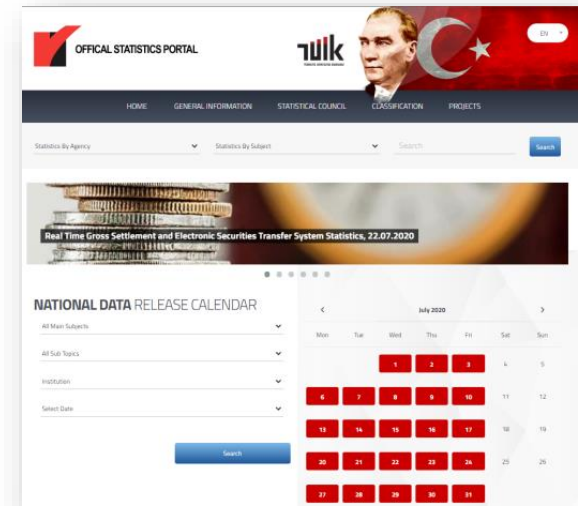 OFFICAL STATISTICS PORTAL
TUİK
EN
HOME GENERAL INFORMATION STATISTICAL COUNCIL CLASSIFICATION PROJECTS
Statistics By Agency Statistics By Subject Search Search
Real Time Gross Settlement and Electronic Securities Transfer System Statistics, 22.07.2020
NATIONAL DATA RELEASE CALENDAR
All Main Subjects
All Sub Topics
Institution
Select Date
Search
July 2020
Mon Tue Wed Thu Fri Sat Sun
1 2 3 4 5
6 7 8 9 10 11 12
13 14 15 16 17 18 19
20 21 22 23 24 25 26
27 28 29 30 31